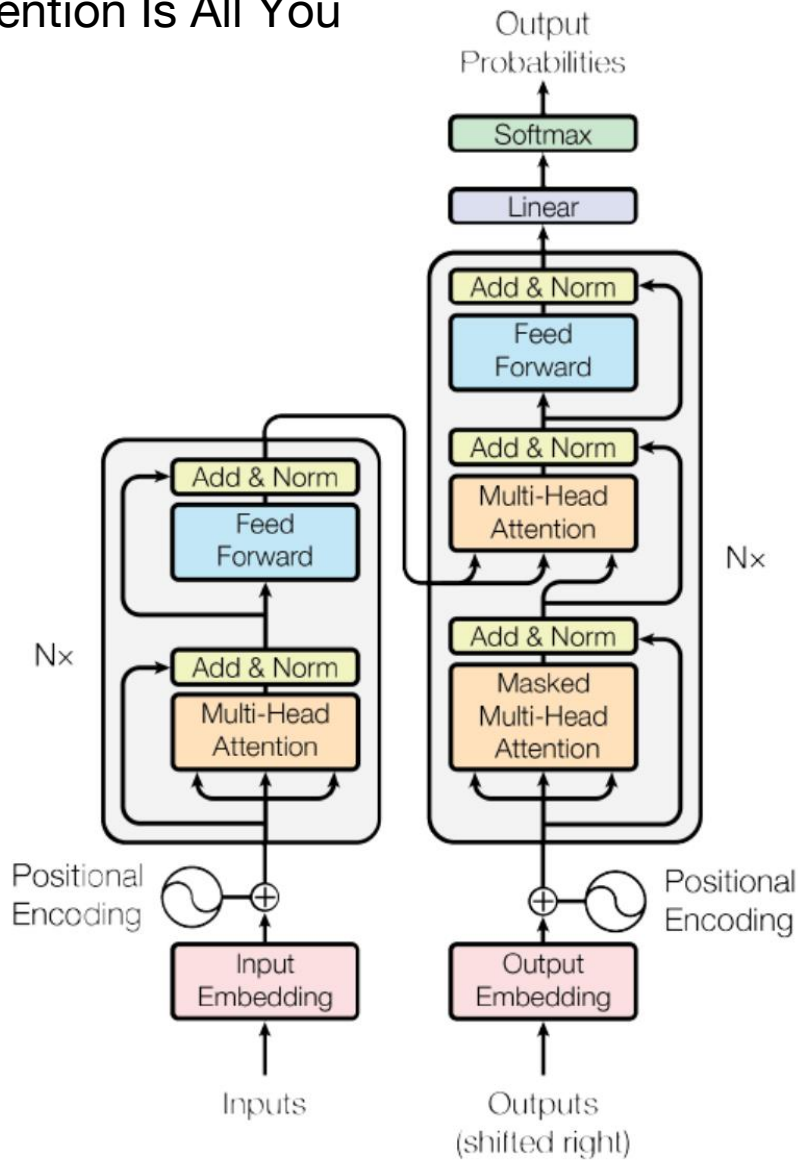 ention Is All You
Output
Probabilities
Softmax
Linear
Add & Norm
Feed
Forward
Add & Norm
Multi-Head
Attention
Nx
Add & Norm
Masked
Multi-Head
Attention
Add & Norm
Feed
Forward
Nx
Add & Norm
Multi-Head
Attention
Positional
Encoding
Positional
Encoding
Input
Embedding
Output
Embedding
Inputs
Outputs
(shifted right)